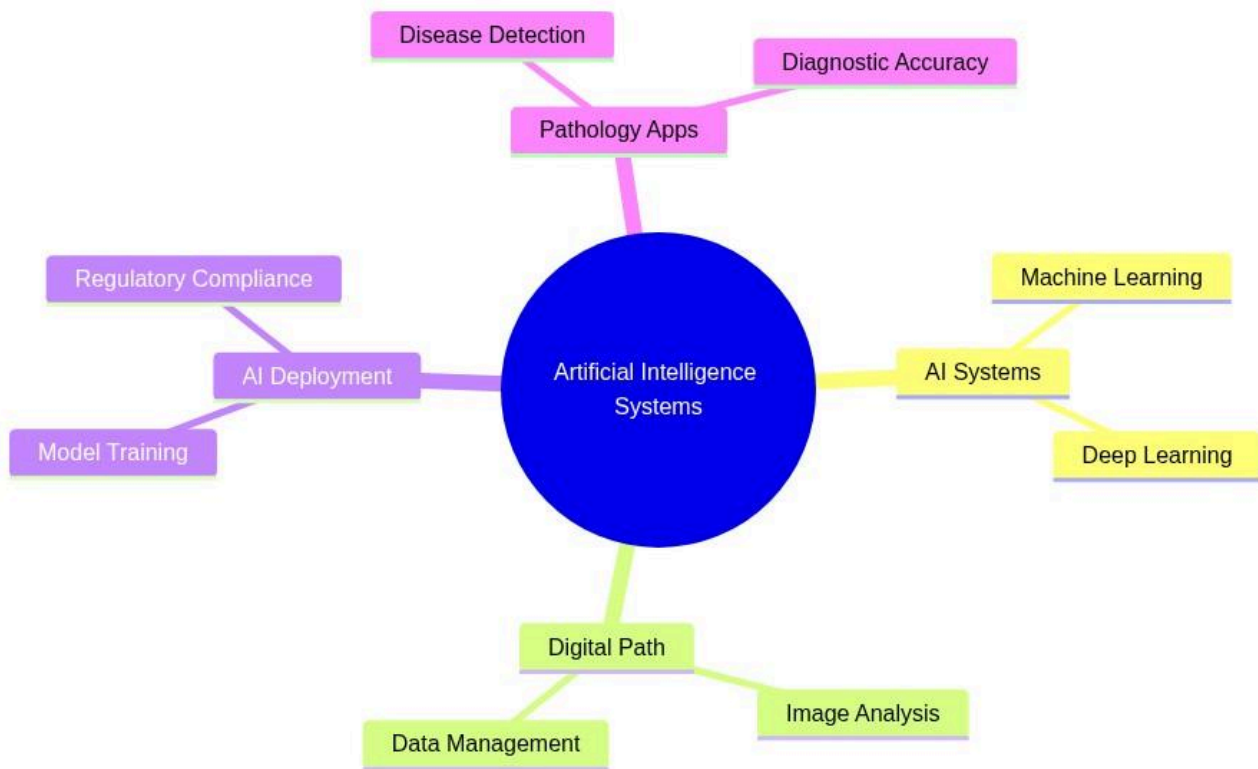 Disease Detection
Diagnostic Accuracy
Pathology Apps
Regulatory Compliance
Machine Learning
AI Deployment
Artificial Intelligence
Systems
AI Systems
Model Training
Deep Learning
Digital Path
Data Management
Image Analysis